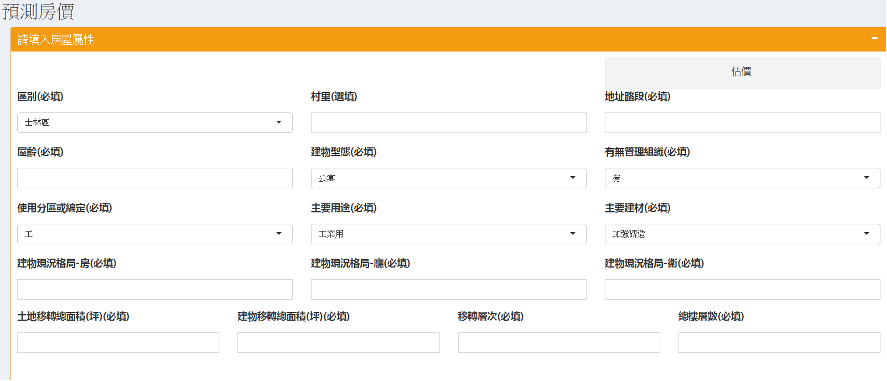 預測房價
請填入房屋屬性
估價
區別(必填)
村里(選填)
地址路段(必填)
士林區
屋齡(必填)
建物型態(必填)
有無管理組織(必填)
公寓
有
使用分區或編定(必填)
主要用途(必填)
主要建材(必填)
工
工業用
加強磚造
建物現況格局-房(必填)
建物現況格局-廳(必填)
建物現況格局-衛(必填)
土地移轉總面積(坪)(必填)
建物移轉總面積(坪)(必填)
移轉層次(必填)
總樓層數(必填)